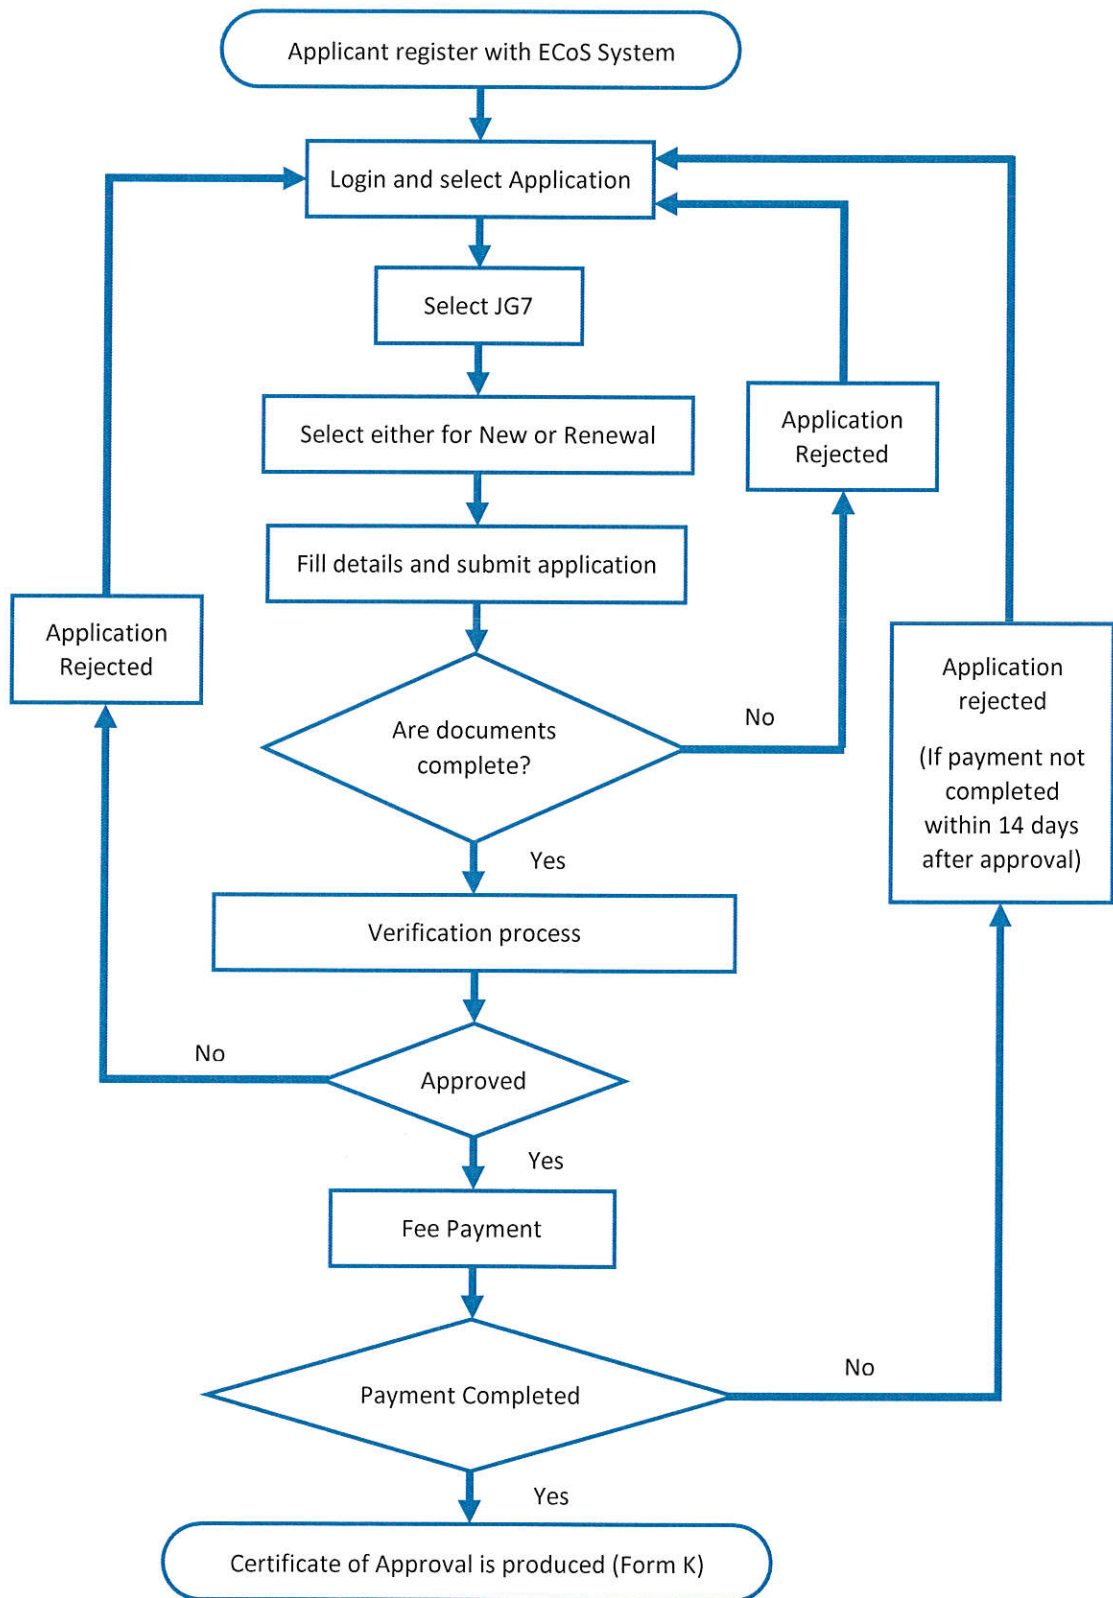 Applicant register with ECoS System
Login and select Application
Select JG7
Select either for New or Renewal
Application
Rejected
Fill details and submit application
Application
Rejected
Are documents
complete?
No
Application
rejected
(If payment not
completed
within 14 days
after approval)
Yes
Verification process
No
Approved
Yes
Fee Payment
Payment Completed
No
Yes
Certificate of Approval is produced (Form K)